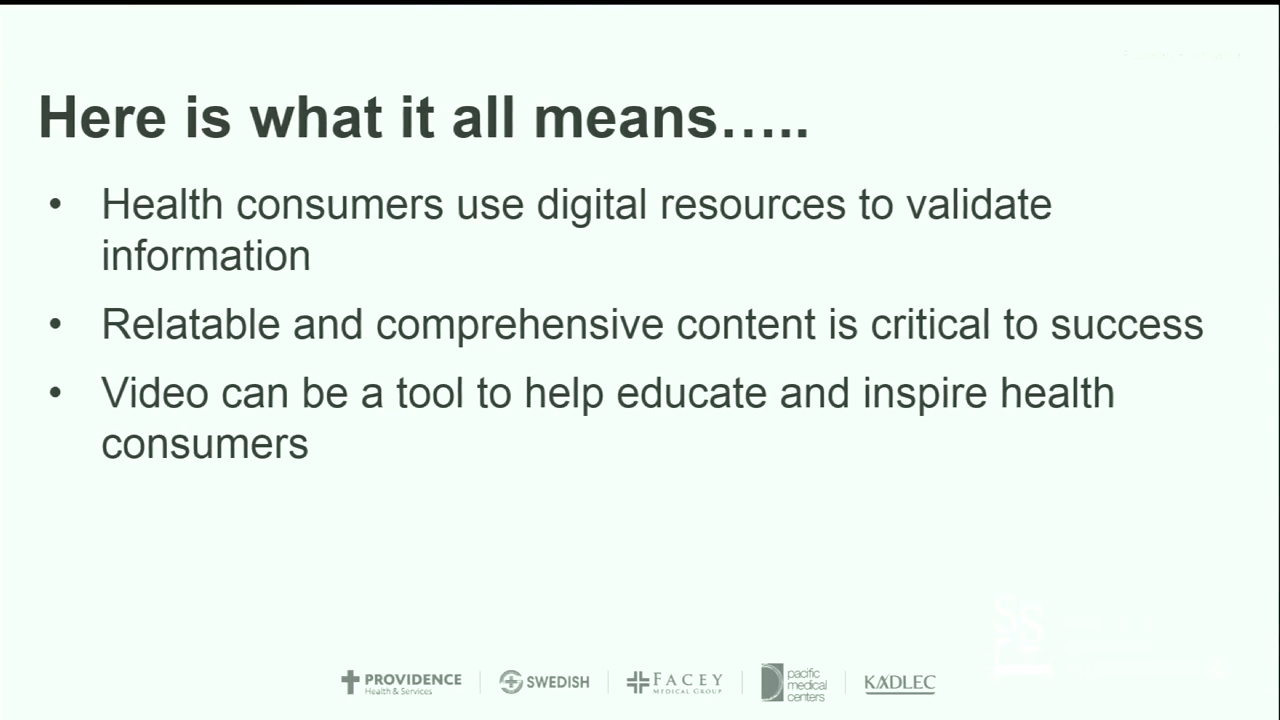 Here is what it all means…..
• Health consumers use digital resources to validate
information
• Relatable and comprehensive content is critical to success
• Video can be a tool to help educate and inspire health
consumers
PROVIDENCE
Health & Services
SWEDISH
FACEY
MEDICAL GROUP
pacific
medical
centers
KADLEC